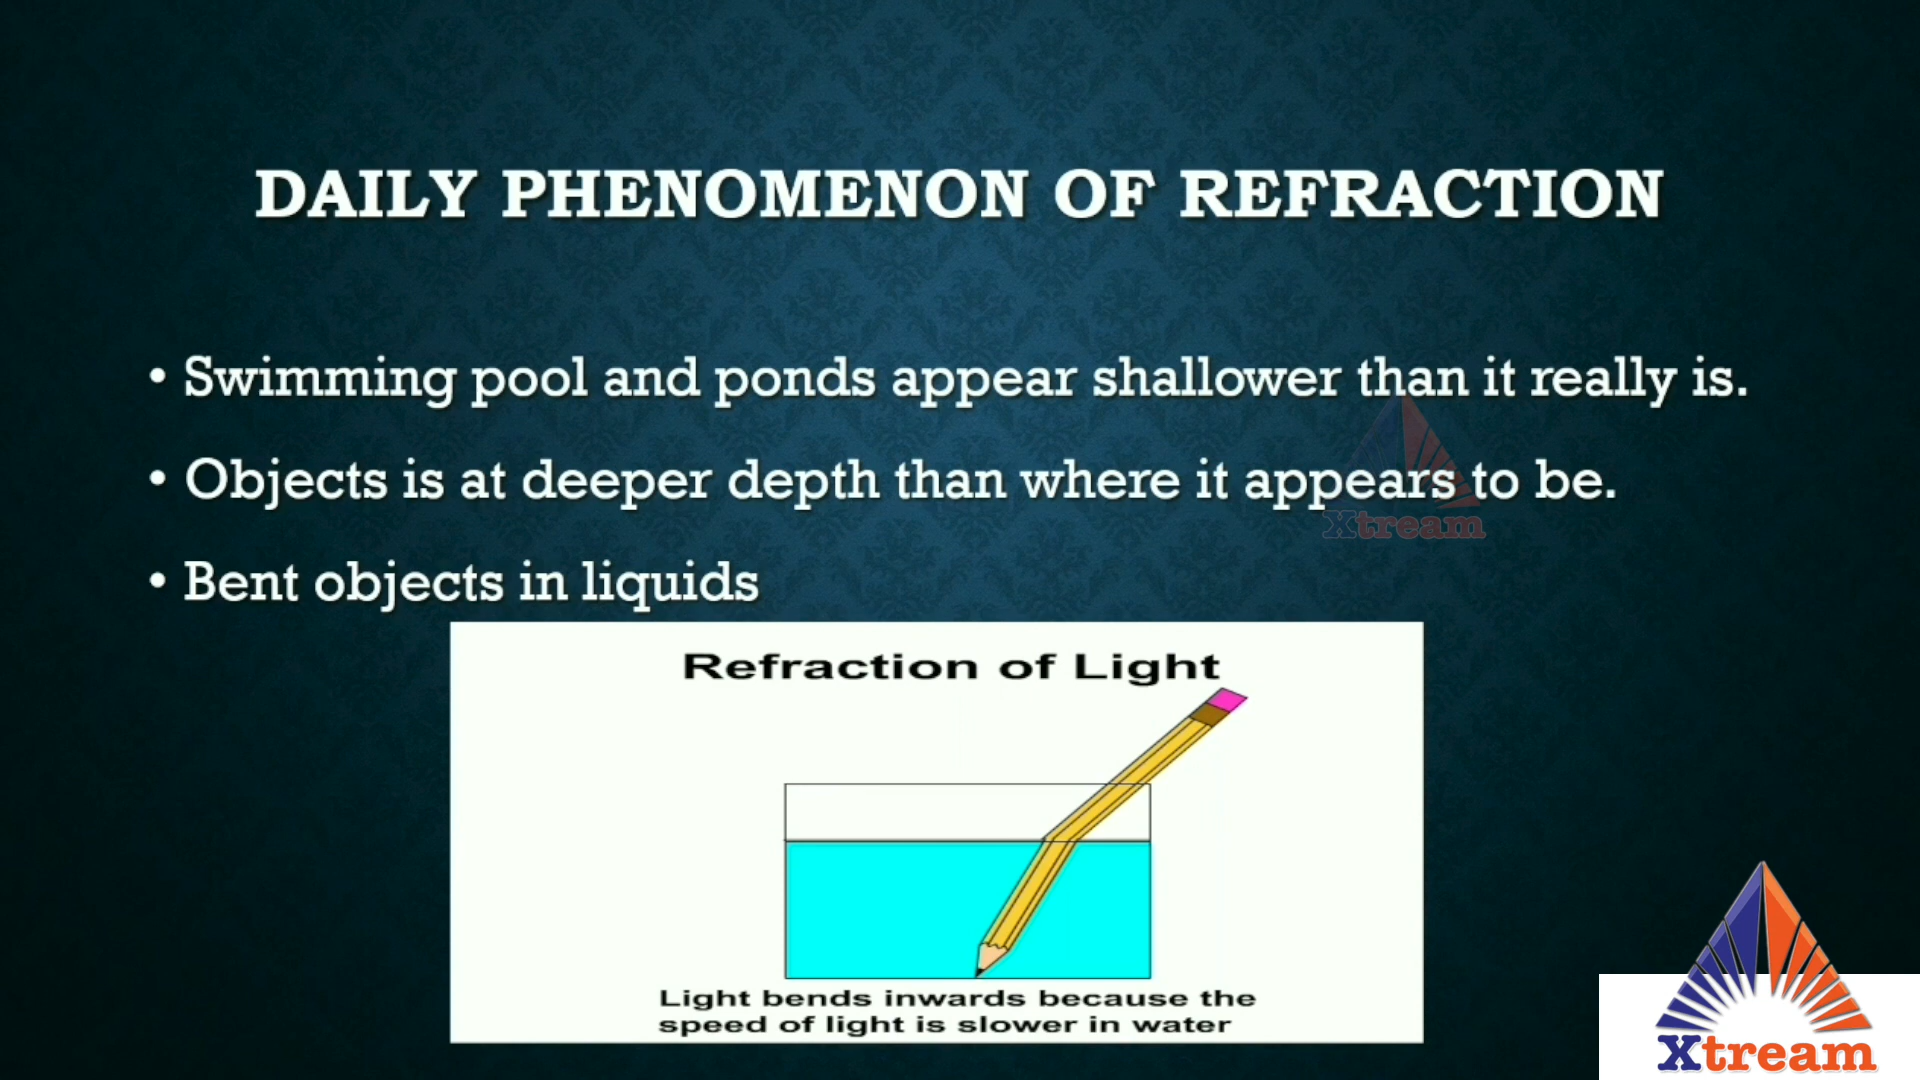 DAILY PHENOMENON OF REFRACTION
• Swimming pool and ponds appear shallower than it really is.
• Objects is at deeper depth than where it appears to be.
Xtream
• Bent objects in liquids
Refraction of Light
Light bends inwards because the
speed of light is slower in water
Xtream